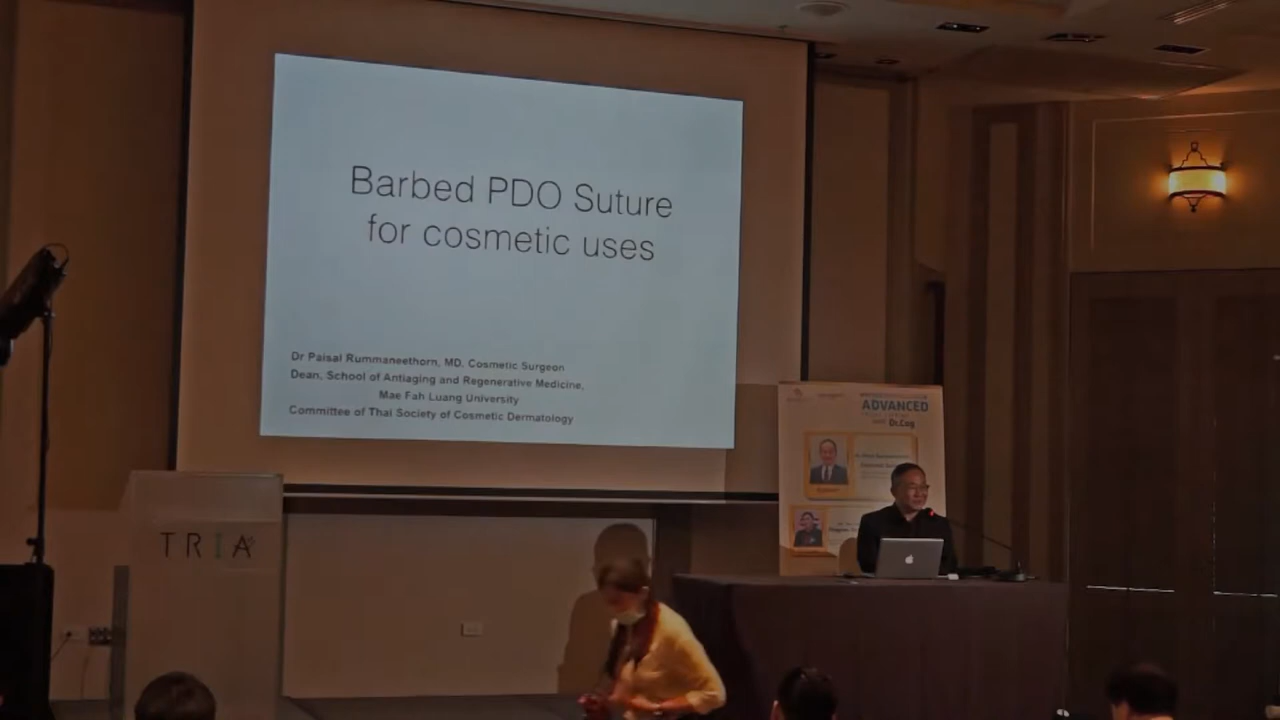 Barbed PDO Suture
for cosmetic uses
Dr Paisal Rummaneethorn, MD, Cosmetic Surgeon
Dean, School of Antiaging and Regenerative Medicine,
Mae Fah Luang University
Committee of Thai Society of Cosmetic Dermatology
ADVANCED
TRIA